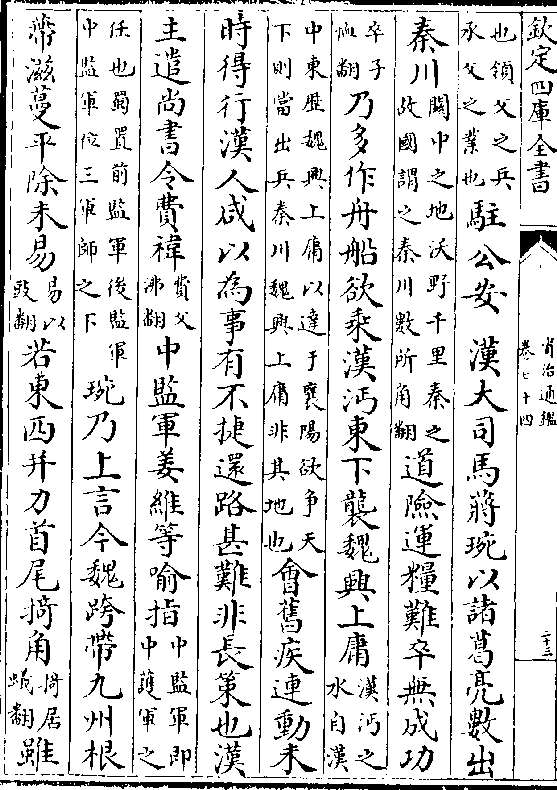 欽定四庫全書 資治通鑑 卷七十四 十三
也領父之兵承父之業也駐公安 漢大司馬蔣琬以諸葛亮數出
秦川關中之地沃野千里秦之故國謂之秦川數所角翻道險運糧難卒無成功
卒子恤翻乃多作舟船欲乘漢沔東下襲魏興上庸漢沔之水自漢
中東歷魏興上庸以達于襄陽欲爭天下則當出兵秦川魏興上庸非其地也會舊疾連動未
時得行漢人咸以為事有不捷還路甚難非長策也漢
主遣尚書令費禕費父沸翻中監軍姜維等喻指中監軍即中護軍之
任也蜀置前監軍後監軍中監軍位三軍師之下琬乃上言今魏跨帶九州根
蔕滋蔓平除未易易以豉翻若東西并力首尾掎角掎居蟻翻雖